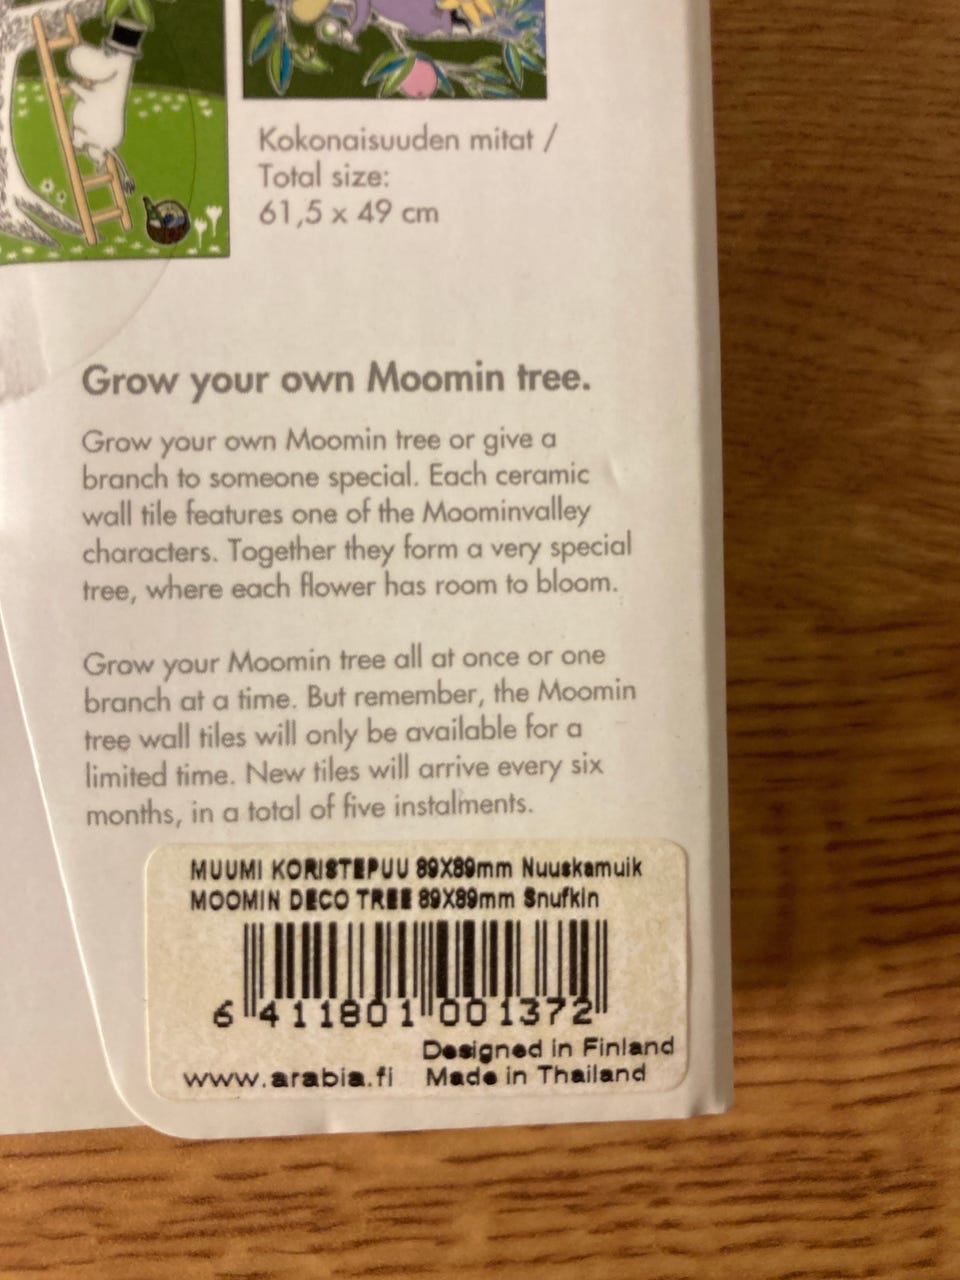 Kokonaisuuden mitat /
Total size:
61,5 x 49 cm
Grow your own Moomin tree.
Grow your own Moomin tree or give a
branch to someone special. Each ceramic
wall tile features one of the Moominvalley
characters. Together they form a very special
tree, where each flower has room to bloom.
Grow your Moomin tree all at once or one
branch at a time. But remember, the Moomin
tree wall tiles will only be available for a
limited time. New tiles will arrive every six
months, in a total of five instalments.
MUUMI KORISTEPUU 89X89mm Nuuskamuik
MOOMIN DECO TREE 89X89mm Snufkin
6 411801 001372
Designed in Finland
www.arabia.fi Made in Thailand